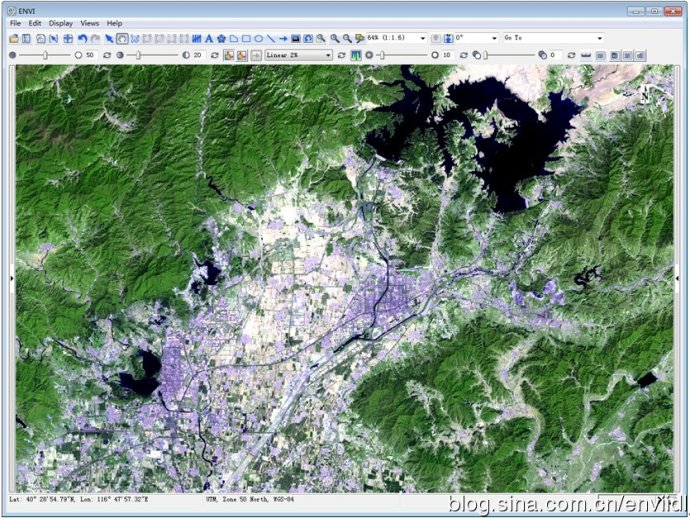 ENVI
File Edit Display Views Help
64% (1:1.6) 0° Go To
50 20 Linear 2% 10 0
Lat: 40° 28'54.79"N, Lon: 116° 47'57.32"E UTM, Zone 50 North, WGS-84
blog.sina.com.cn/enviidl